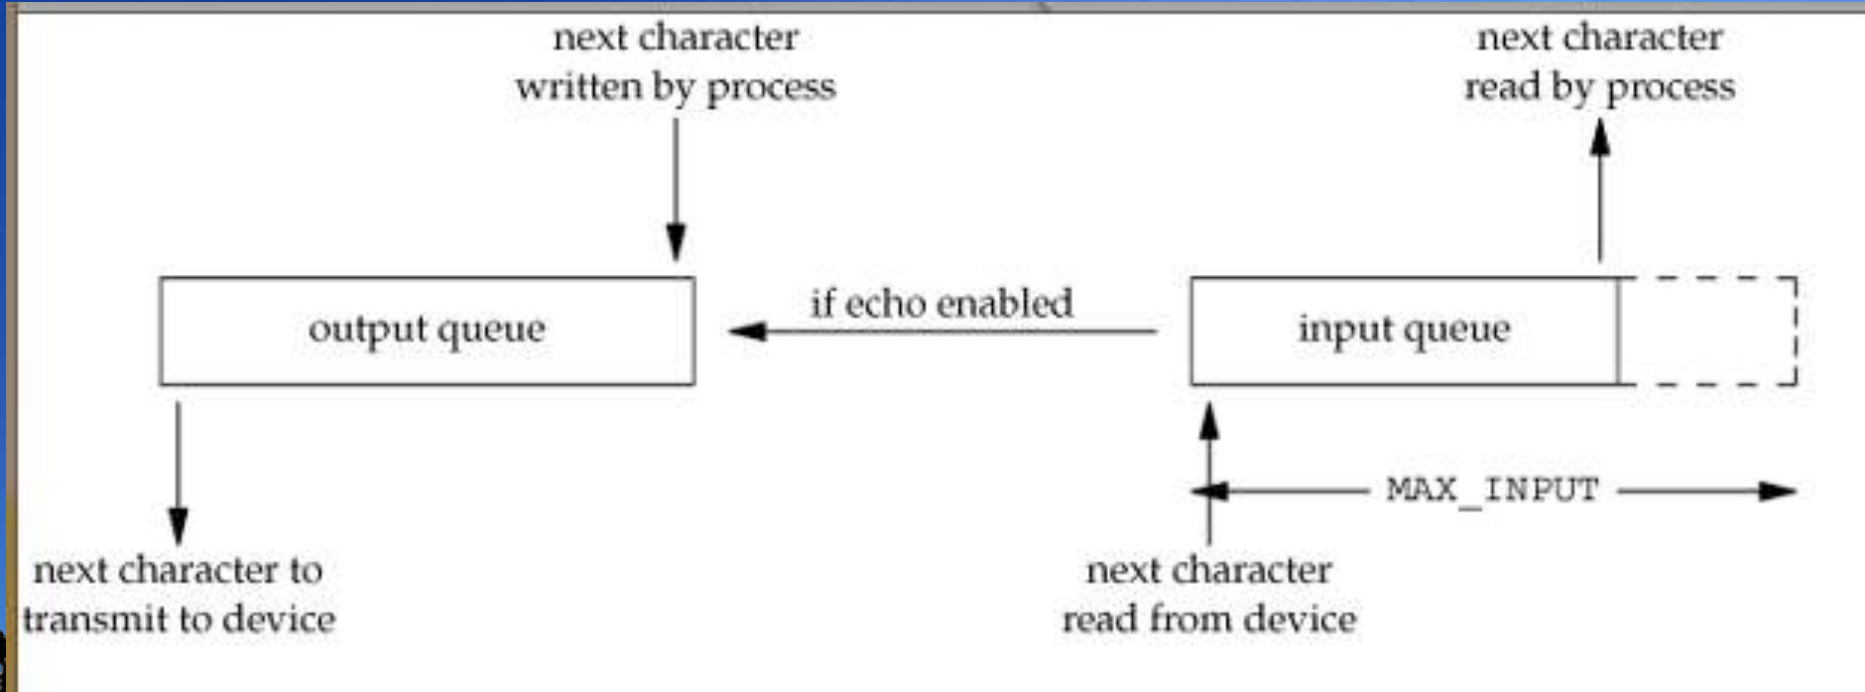 next character
written by process
next character
read by process
if echo enabled
output queue
input queue
MAX_INPUT
next character to
transmit to device
next character
read from device